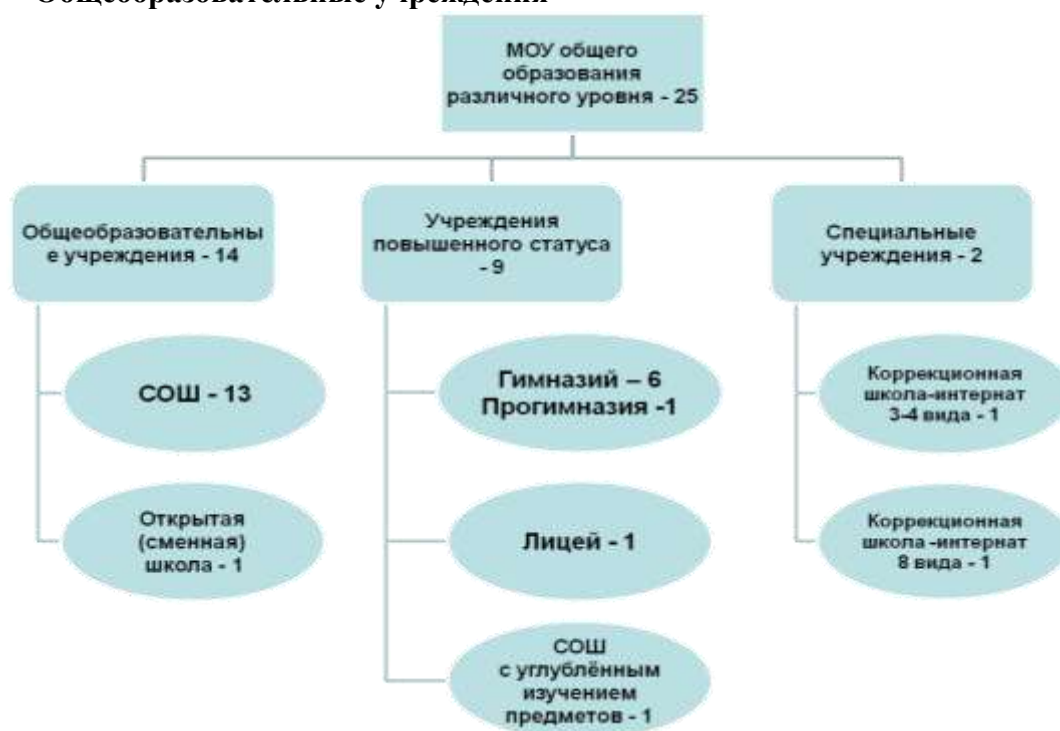 Общеобразовательные учреждения
МОУ общего
образования
различного уровня - 25
Общеобразовательны
е учреждения - 14
Учреждения
повышенного статуса
- 9
Специальные
учреждения - 2
СОШ - 13
Гимназий – 6
Прогимназия -1
Коррекционная
школа-интернат
3-4 вида - 1
Открытая
(сменная)
школа - 1
Лицей - 1
Коррекционная
школа -интернат
8 вида - 1
СОШ
с углублённым
изучением
предметов - 1